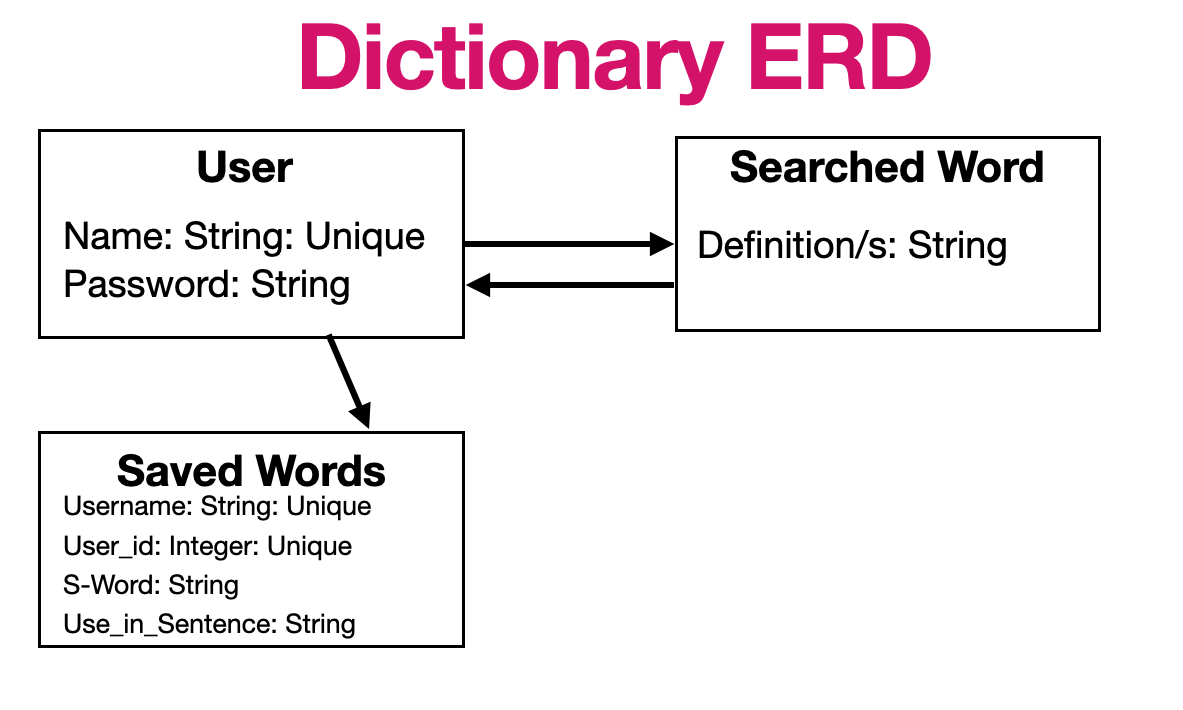 Dictionary ERD
User
Name: String: Unique
Password: String
Searched Word
Definition/s: String
Saved Words
Username: String: Unique
User_id: Integer: Unique
S-Word: String
Use_in_Sentence: String